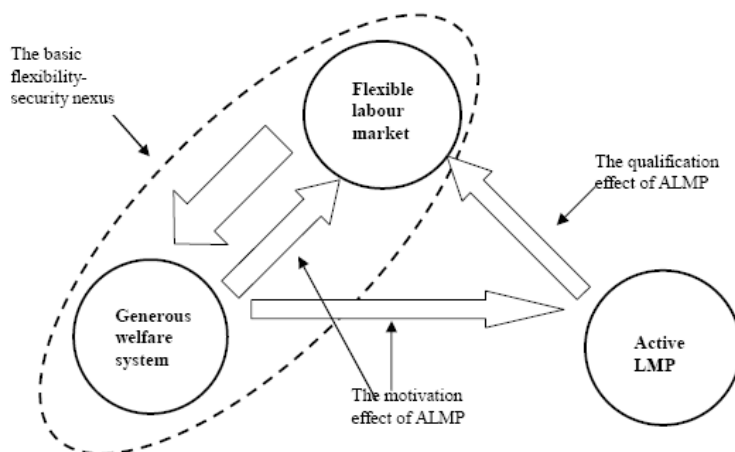 The basic
flexibility-
security nexus
Flexible
labour
market
The qualification
effect of ALMP
Generous
welfare
system
Active
LMP
The motivation
effect of ALMP